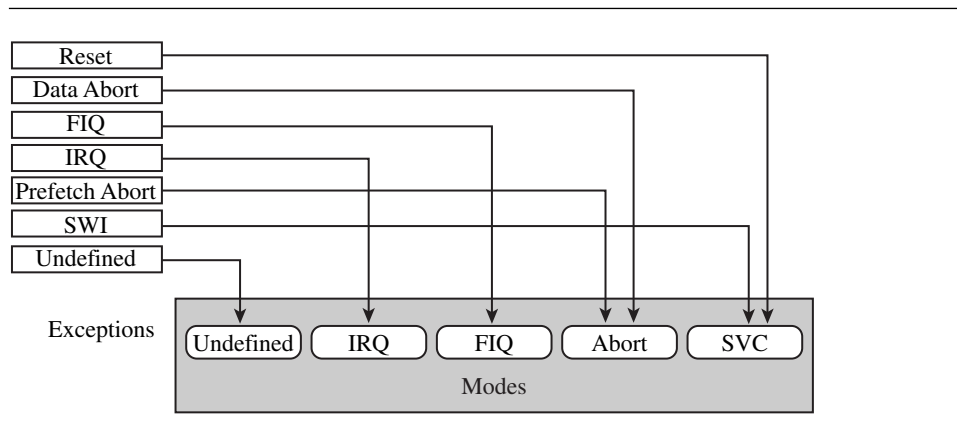 Reset
Data Abort
FIQ
IRQ
Prefetch Abort
SWI
Undefined
Exceptions
Undefined IRQ FIQ Abort SVC
Modes